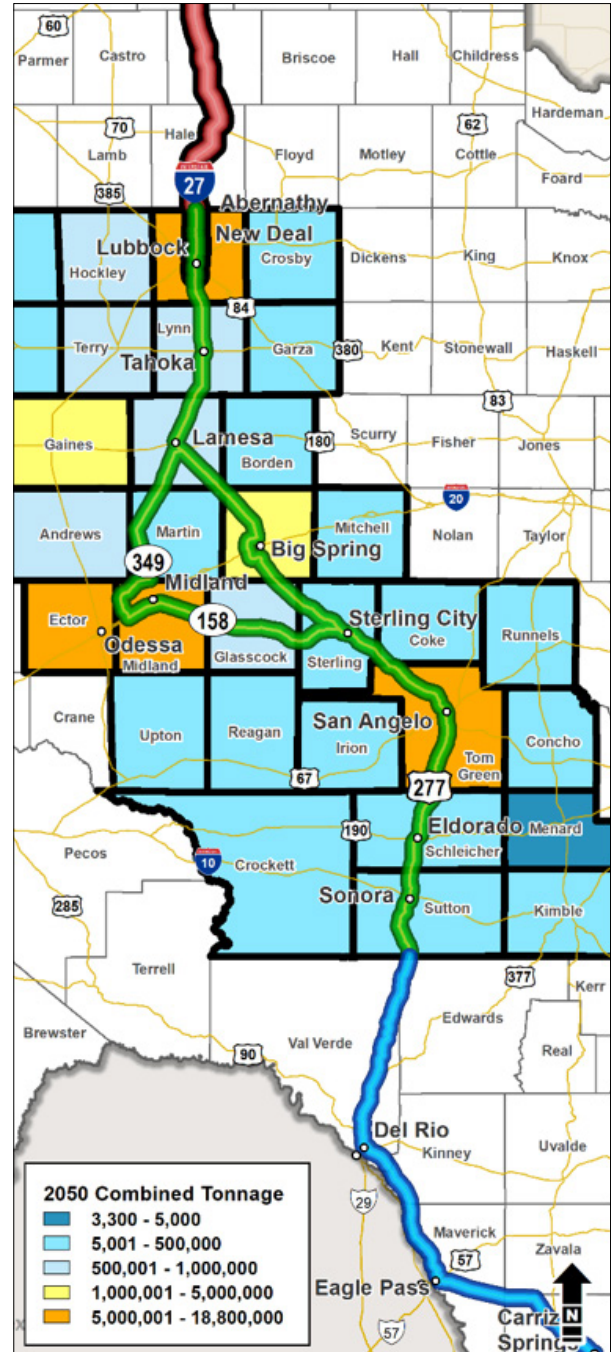 60
Parmer
Castro
Briscoe
Hall
Childress
Hardeman
70
Hale
62
Lamb
Floyd
Motley
Cottle
Foard
385
INTERSTATE
27
Abernathy
New Deal
Lubbock
Hockley
Crosby
Dickens
King
Knox
84
Lynn
Terry
Garza
380
Kent
Stonewall
Haskell
Tahoka
83
Gaines
Lamesa
180
Scurry
Fisher
Jones
Borden
20
Andrews
Martin
Mitchell
Nolan
Taylor
Big Spring
349
Midland
158
Ector
Odessa
Midland
Glasscock
Sterling City
Sterling
Coke
Runnels
Crane
Upton
Reagan
Irion
San Angelo
Tom
Green
Concho
67
277
190
Eldorado
Menard
Schleicher
Pecos
10
Crockett
Sonora
Sutton
Kimble
285
Terrell
377
Kerr
Edwards
Brewster
90
Val Verde
Real
Del Rio
Kinney
Uvalde
29
Maverick
57
Zavala
Eagle Pass
N
57
Carriz
Springs
2050 Combined Tonnage
3,300 - 5,000
5,001 - 500,000
500,001 - 1,000,000
1,000,001 - 5,000,000
5,000,001 - 18,800,000